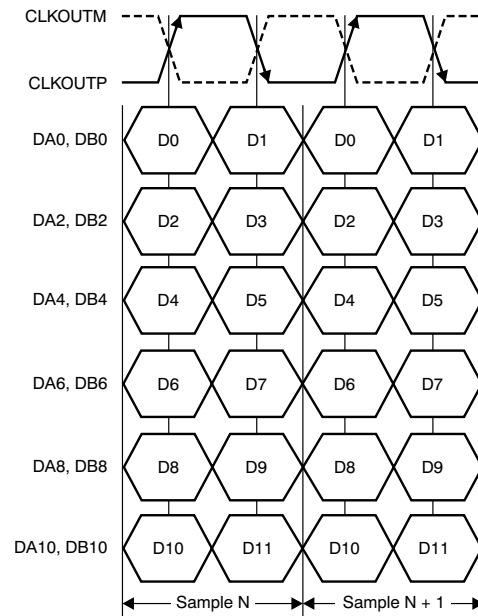 CLKOUTM
CLKOUTP
DA0, DB0 D0 D1 D0 D1
DA2, DB2 D2 D3 D2 D3
DA4, DB4 D4 D5 D4 D5
DA6, DB6 D6 D7 D6 D7
DA8, DB8 D8 D9 D8 D9
DA10, DB10 D10 D11 D10 D11
Sample N Sample N + 1